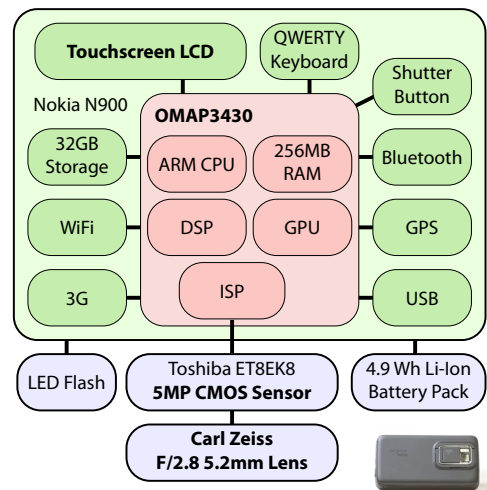 Touchscreen LCD
QWERTY
Keyboard
Shutter
Button
Nokia N900
OMAP3430
32GB
Storage
ARM CPU
256MB
RAM
Bluetooth
WiFi
DSP
GPU
GPS
3G
ISP
USB
LED Flash
Toshiba ET8EK8
5MP CMOS Sensor
4.9 Wh Li-Ion
Battery Pack
Carl Zeiss
F/2.8 5.2mm Lens